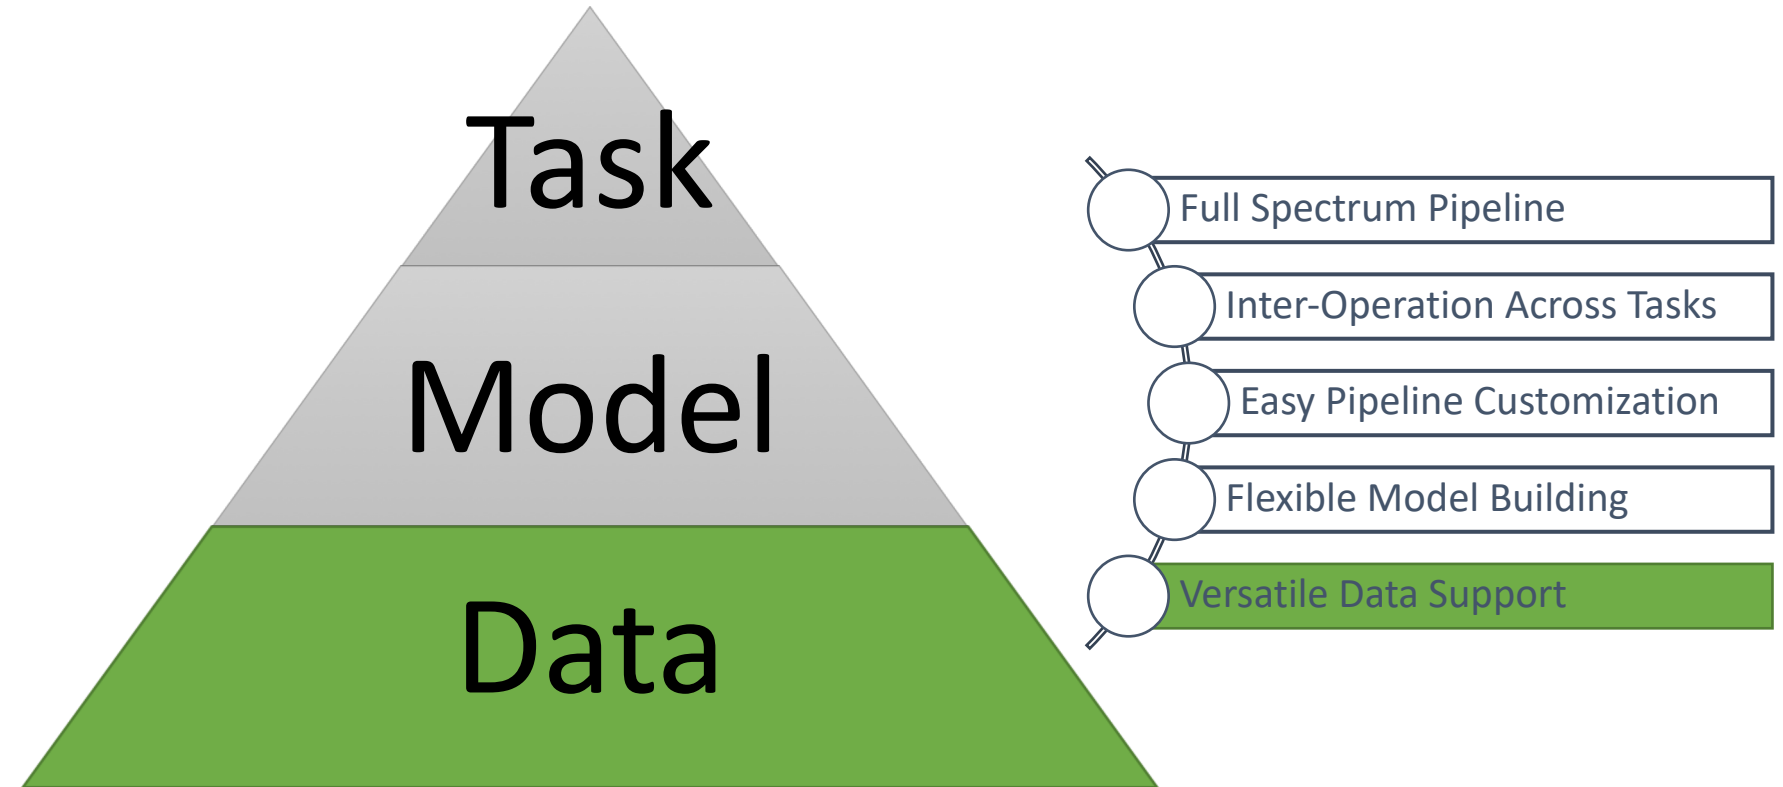 Task
Model
Data
Full Spectrum Pipeline
Inter-Operation Across Tasks
Easy Pipeline Customization
Flexible Model Building
Versatile Data Support